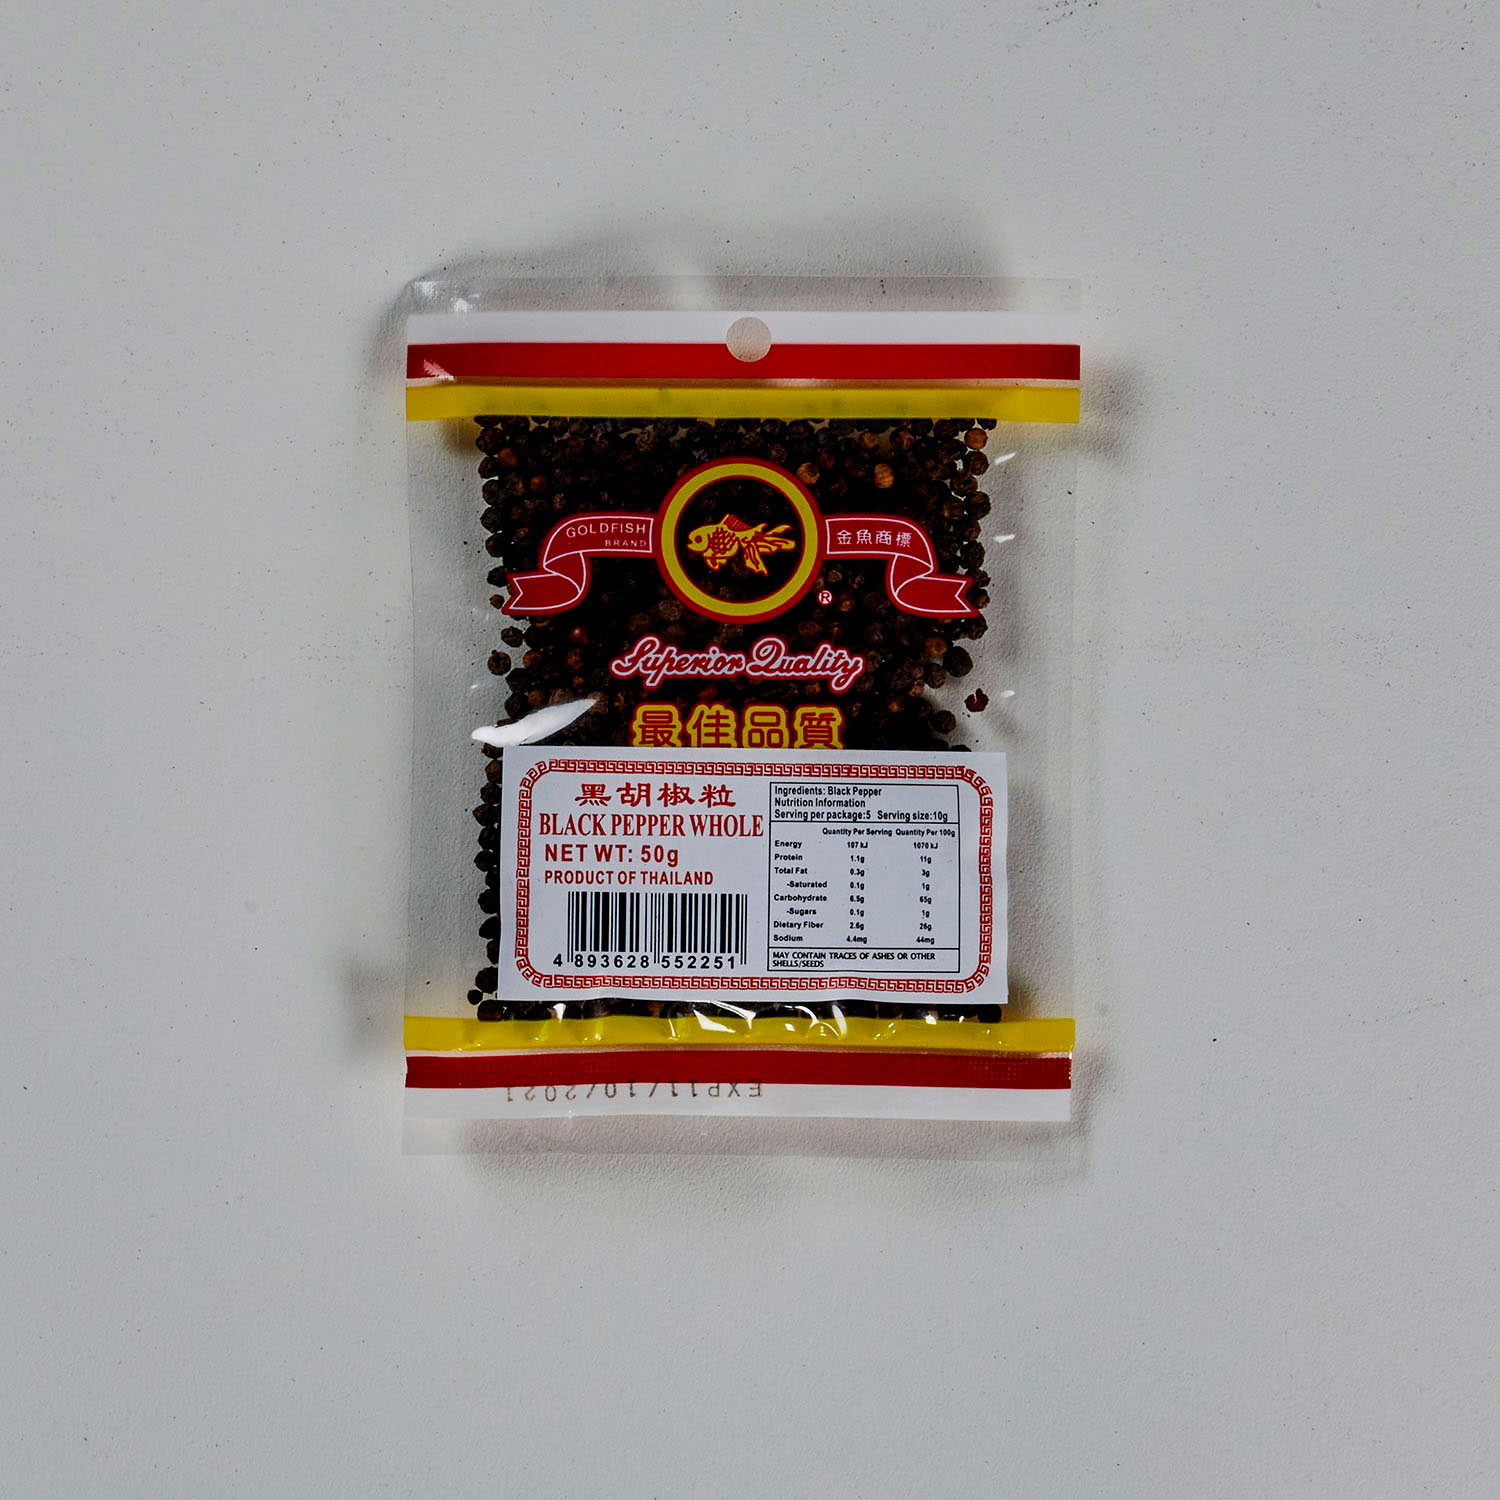 GOLDFISH
BRAND
金魚商標
®
Superior Quality
最佳品質
黑胡椒粒
BLACK PEPPER WHOLE
NET WT: 50g
PRODUCT OF THAILAND
4 893628 552251
Ingredients: Black Pepper
Nutrition Information
Serving per package:5 Serving size:10g
Quantity Per Serving Quantity Per 100g
Energy 107 kJ 1070 kJ
Protein 1.1g 11g
Total Fat 0.3g 3g
-Saturated 0.1g 1g
Carbohydrate 6.5g 65g
-Sugars 0.1g 1g
Dietary Fiber 2.6g 26g
Sodium 4.4mg 44mg
MAY CONTAIN TRACES OF ASHES OR OTHER
SHELLS/SEEDS
EXP11/10/2021